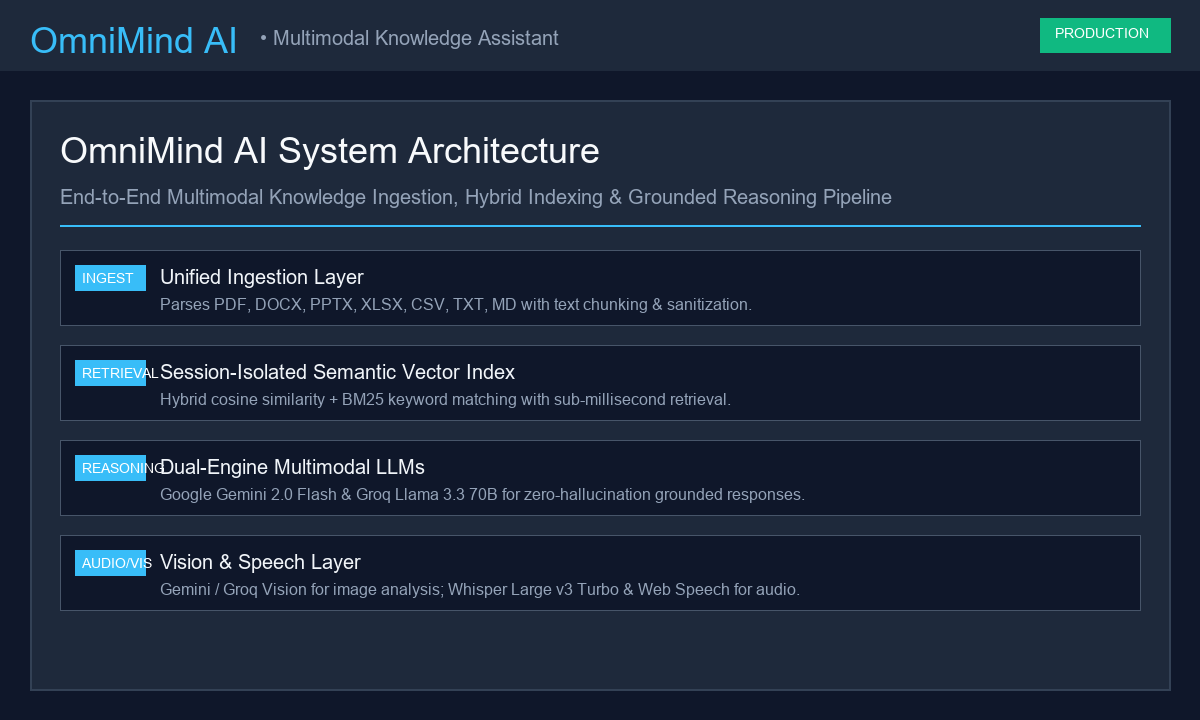 OmniMind AI • Multimodal Knowledge Assistant PRODUCTION
OmniMind AI System Architecture
End-to-End Multimodal Knowledge Ingestion, Hybrid Indexing & Grounded Reasoning Pipeline
INGEST Unified Ingestion Layer
Parses PDF, DOCX, PPTX, XLSX, CSV, TXT, MD with text chunking & sanitization.
RETRIEVAL Session-Isolated Semantic Vector Index
Hybrid cosine similarity + BM25 keyword matching with sub-millisecond retrieval.
REASONING Dual-Engine Multimodal LLMs
Google Gemini 2.0 Flash & Groq Llama 3.3 70B for zero-hallucination grounded responses.
AUDIO/VIS Vision & Speech Layer
Gemini / Groq Vision for image analysis; Whisper Large v3 Turbo & Web Speech for audio.